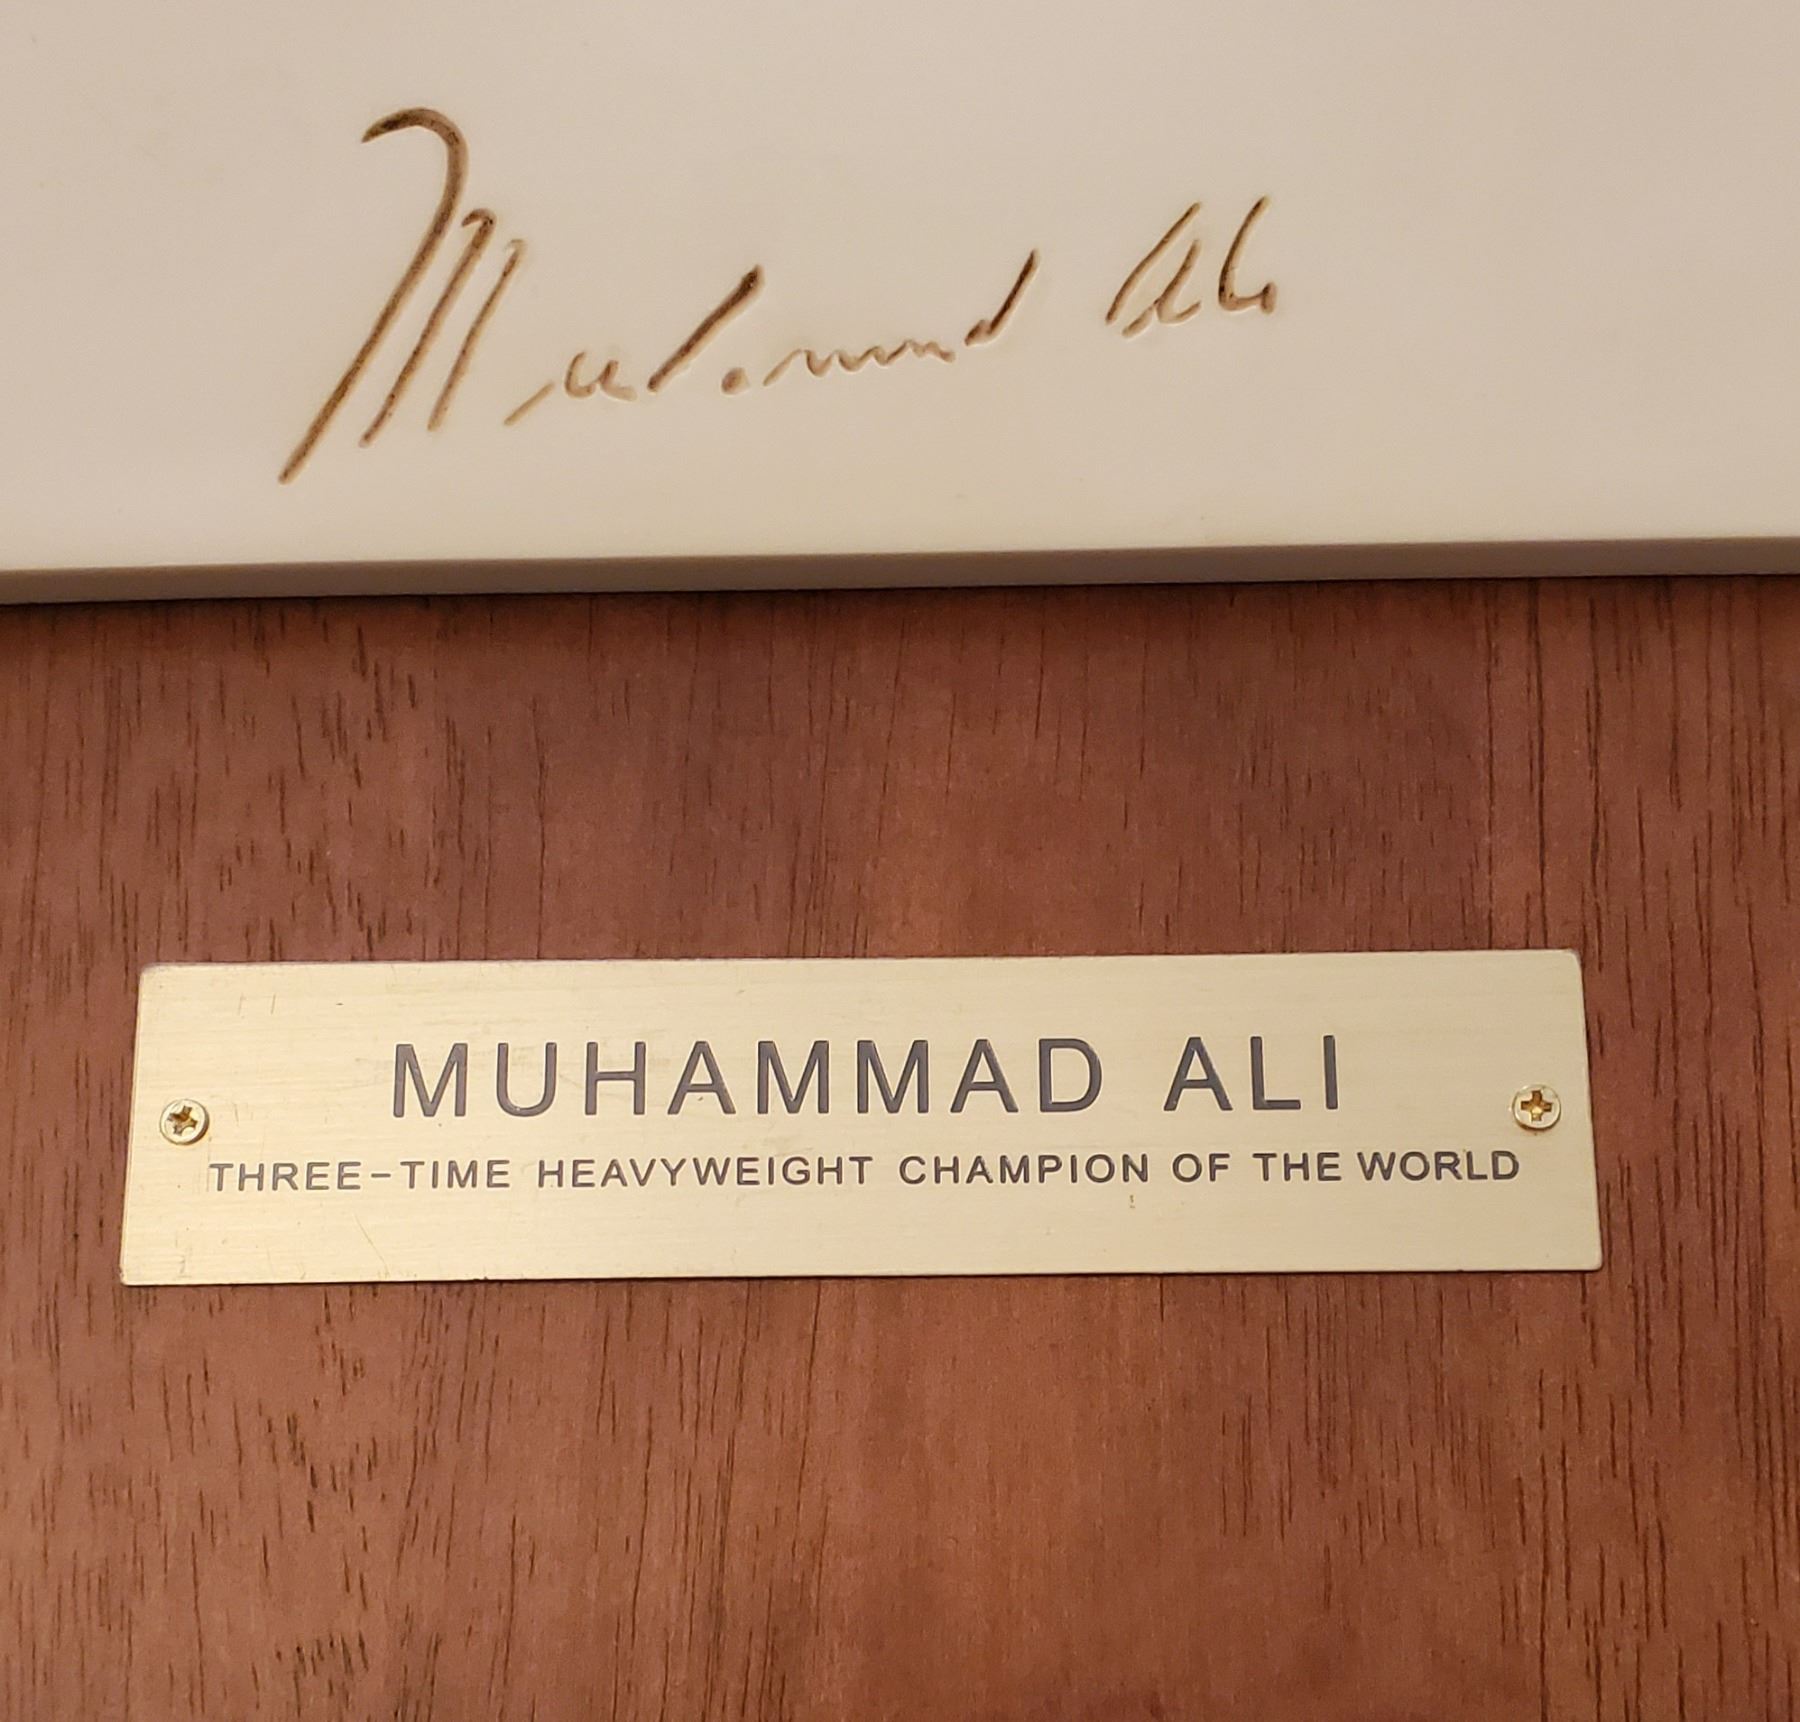 Muhammad Ali
MUHAMMAD ALI
THREE-TIME HEAVYWEIGHT CHAMPION OF THE WORLD